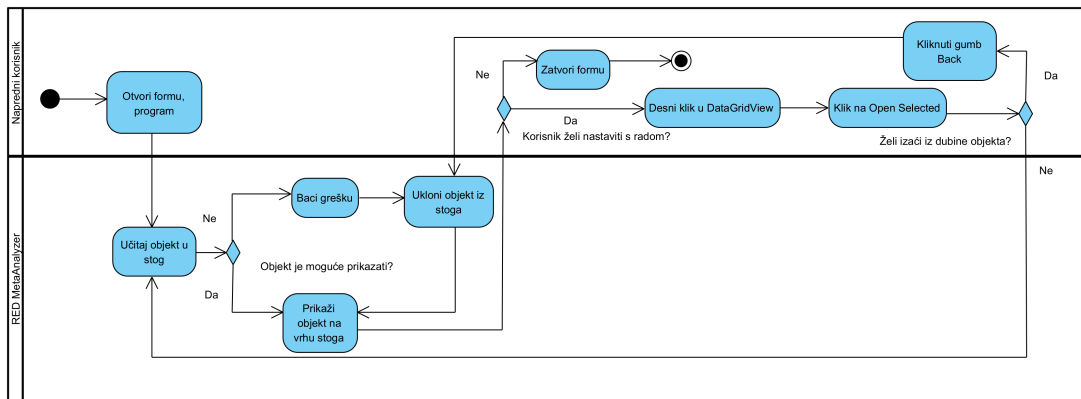 Napredni korisnik
Otvori formu,
program
Ne
Zatvori formu
Da
Korisnik želi nastaviti s radom?
Desni klik u DataGridView
Klik na Open Selected
Kliknuti gumb
Back
Da
Želi izaći iz dubine objekta?
Ne
RED MetaAnalyzer
Učitaj objekt u
stog
Ne
Baci grešku
Ukloni objekt iz
stoga
Objekt je moguće prikazati?
Da
Prikaži
objekt na
vrhu stoga